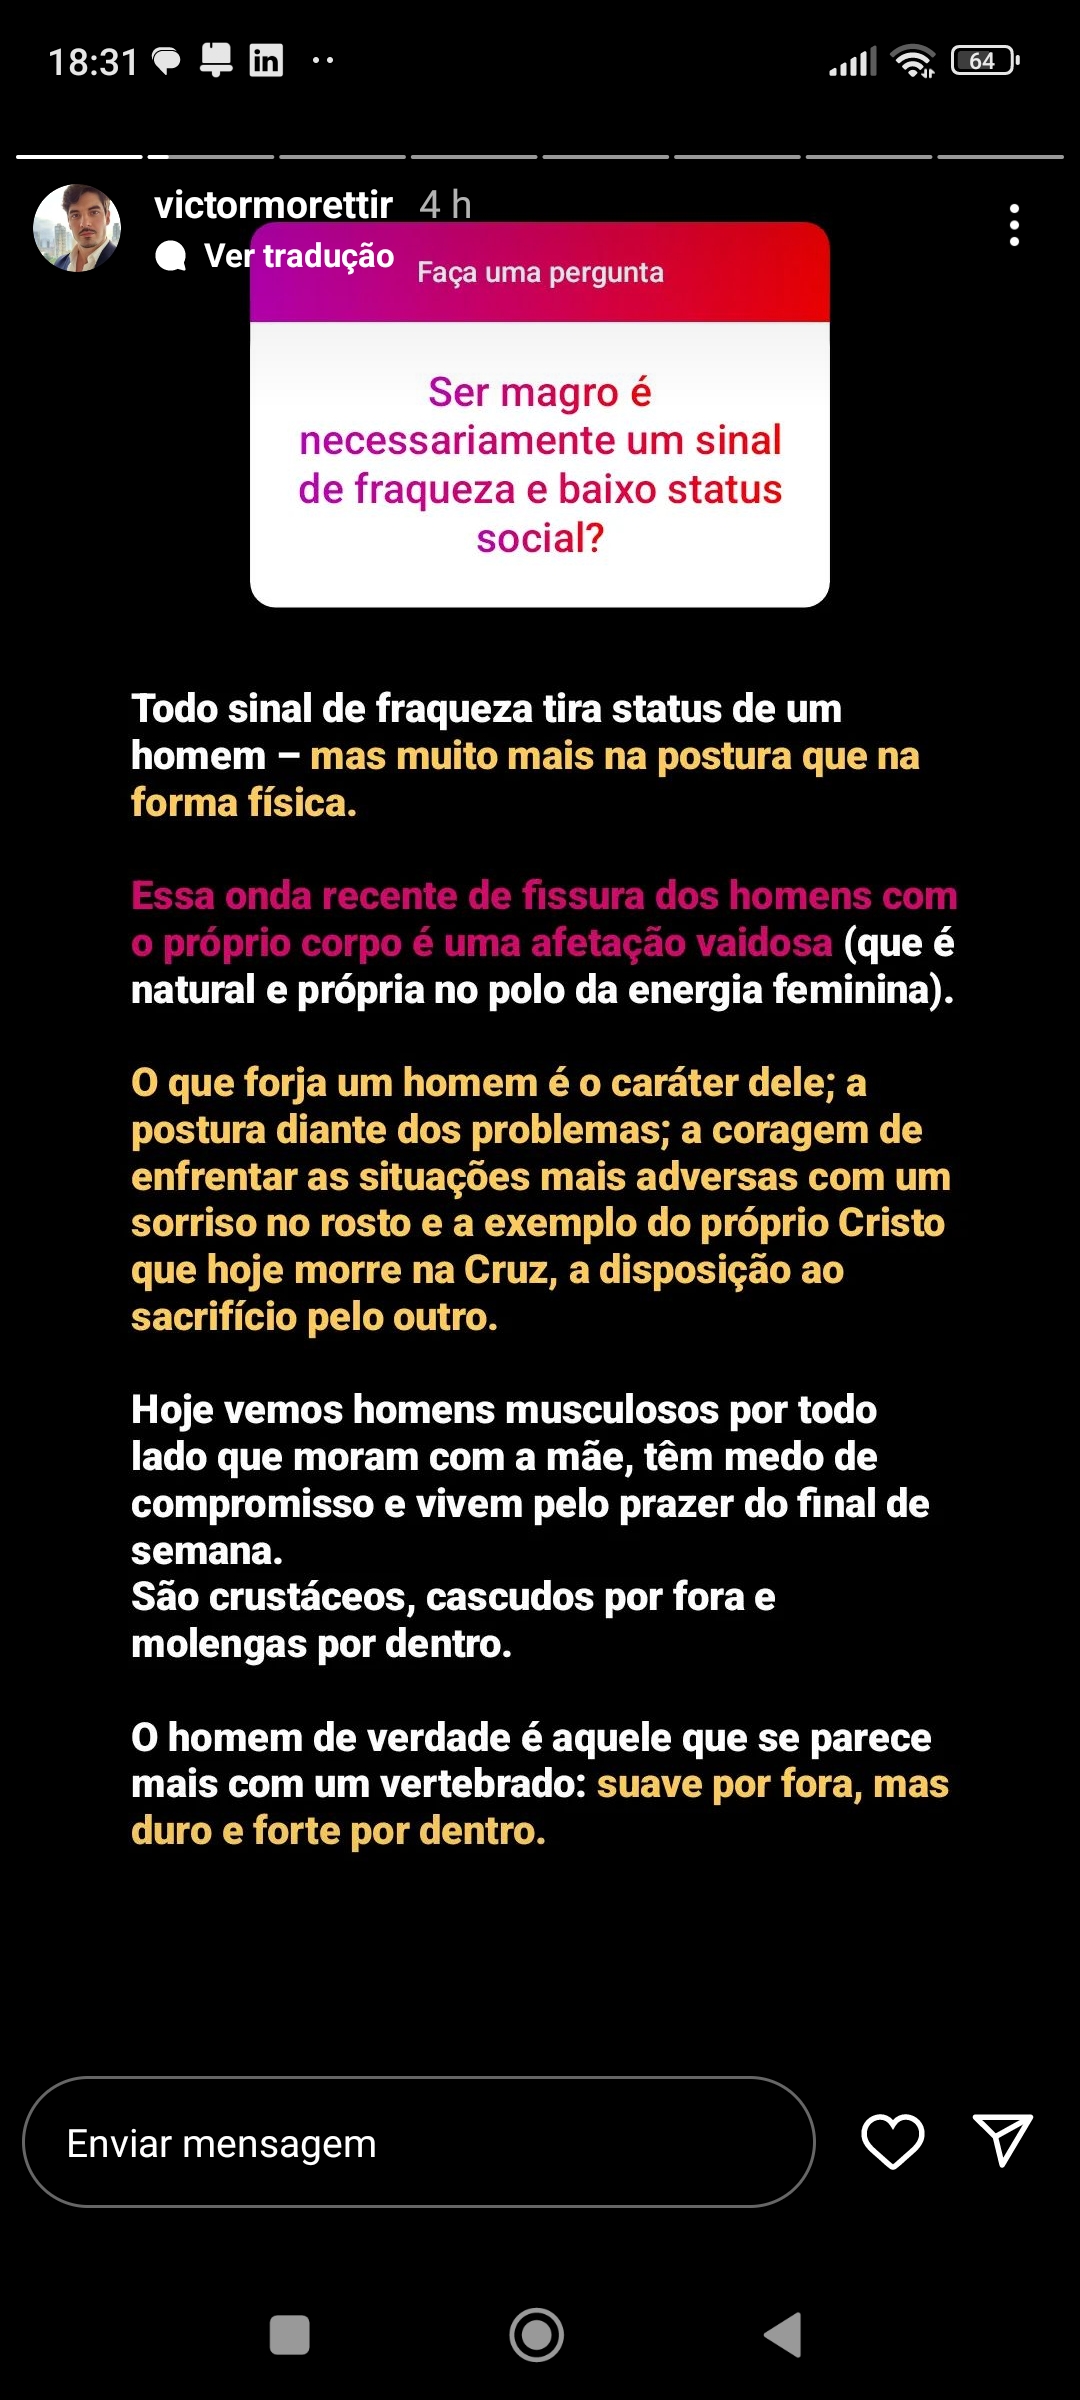 18:31
64
victormorettir 4 h
Ver tradução
Faça uma pergunta
Ser magro é
necessariamente um sinal
de fraqueza e baixo status
social?
Todo sinal de fraqueza tira status de um
homem – mas muito mais na postura que na
forma física.
Essa onda recente de fissura dos homens com
o próprio corpo é uma afetação vaidosa (que é
natural e própria no polo da energia feminina).
O que forja um homem é o caráter dele; a
postura diante dos problemas; a coragem de
enfrentar as situações mais adversas com um
sorriso no rosto e a exemplo do próprio Cristo
que hoje morre na Cruz, a disposição ao
sacrifício pelo outro.
Hoje vemos homens musculosos por todo
lado que moram com a mãe, têm medo de
compromisso e vivem pelo prazer do final de
semana.
São crustáceos, cascudos por fora e
molengas por dentro.
O homem de verdade é aquele que se parece
mais com um vertebrado: suave por fora, mas
duro e forte por dentro.
Enviar mensagem